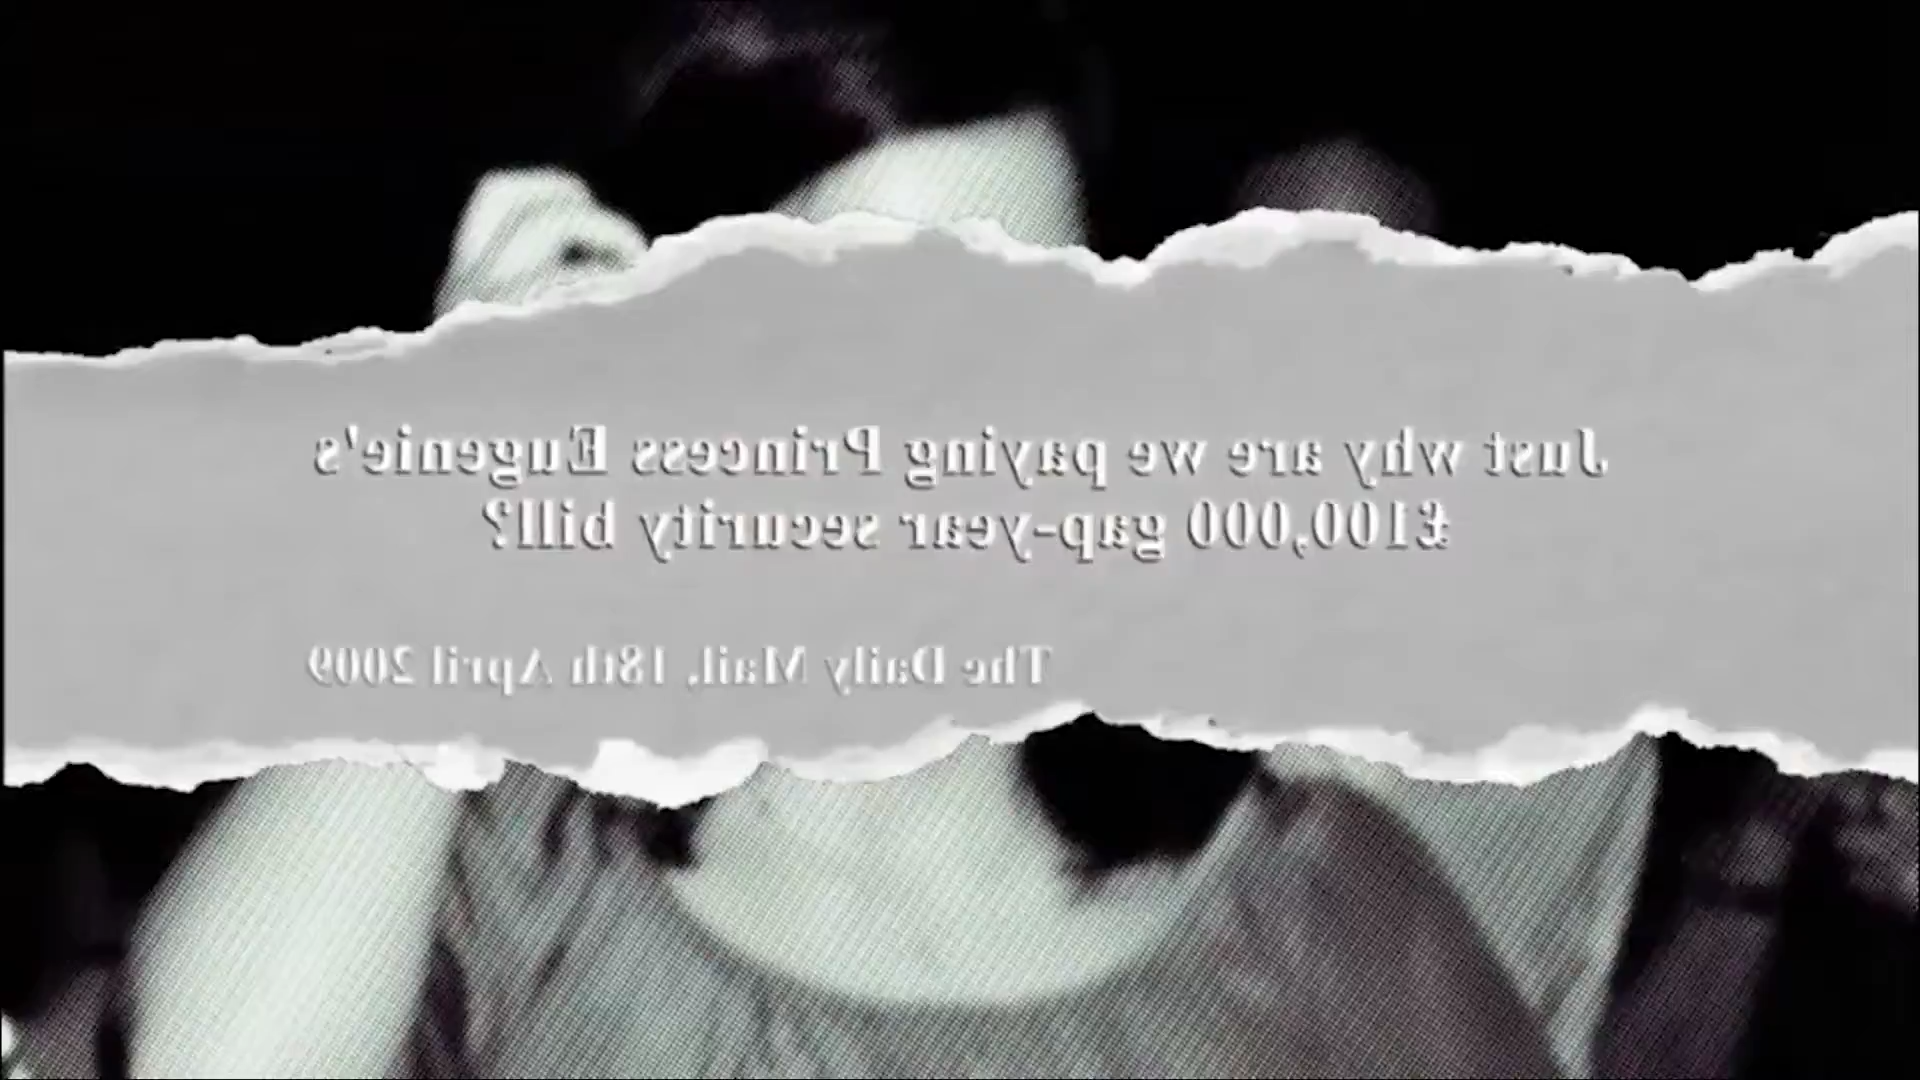 Just why are we paying Princess Eugenie's
£100,000 gap-year security bill?
The Daily Mail, 18th April 2009